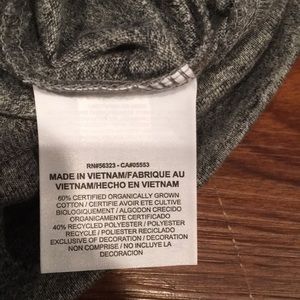 RN#56323 - CA#05553
MADE IN VIETNAM/FABRIQUE AU
VIETNAM/HECHO EN VIETNAM
60% CERTIFIED ORGANICALLY GROWN
COTTON / CERTIFIE AVOIR ETE CULTIVE
BIOLOGIQUEMENT / ALGODON CRECIDO
ORGANICAMENTE CERTIFICADO
40% RECYCLED POLYESTER / POLYESTER
RECYCLE / POLYESTER RECICLADO
EXCLUSIVE OF DECORATION / DECORATION
NON COMPRISE / NO INCLUYE LA
DECORACION